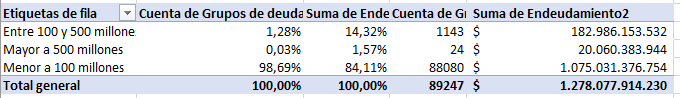 Etiquetas de fila Cuenta de Grupos de deuda Suma de Ende Cuenta de Gr Suma de Endeudamiento2
Entre 100 y 500 millones 1,28% 14,32% 1143 $ 182.986.153.532
Mayor a 500 millones 0,03% 1,57% 24 $ 20.060.383.944
Menor a 100 millones 98,69% 84,11% 88080 $ 1.075.031.376.754
Total general 100,00% 100,00% 89247 $ 1.278.077.914.230